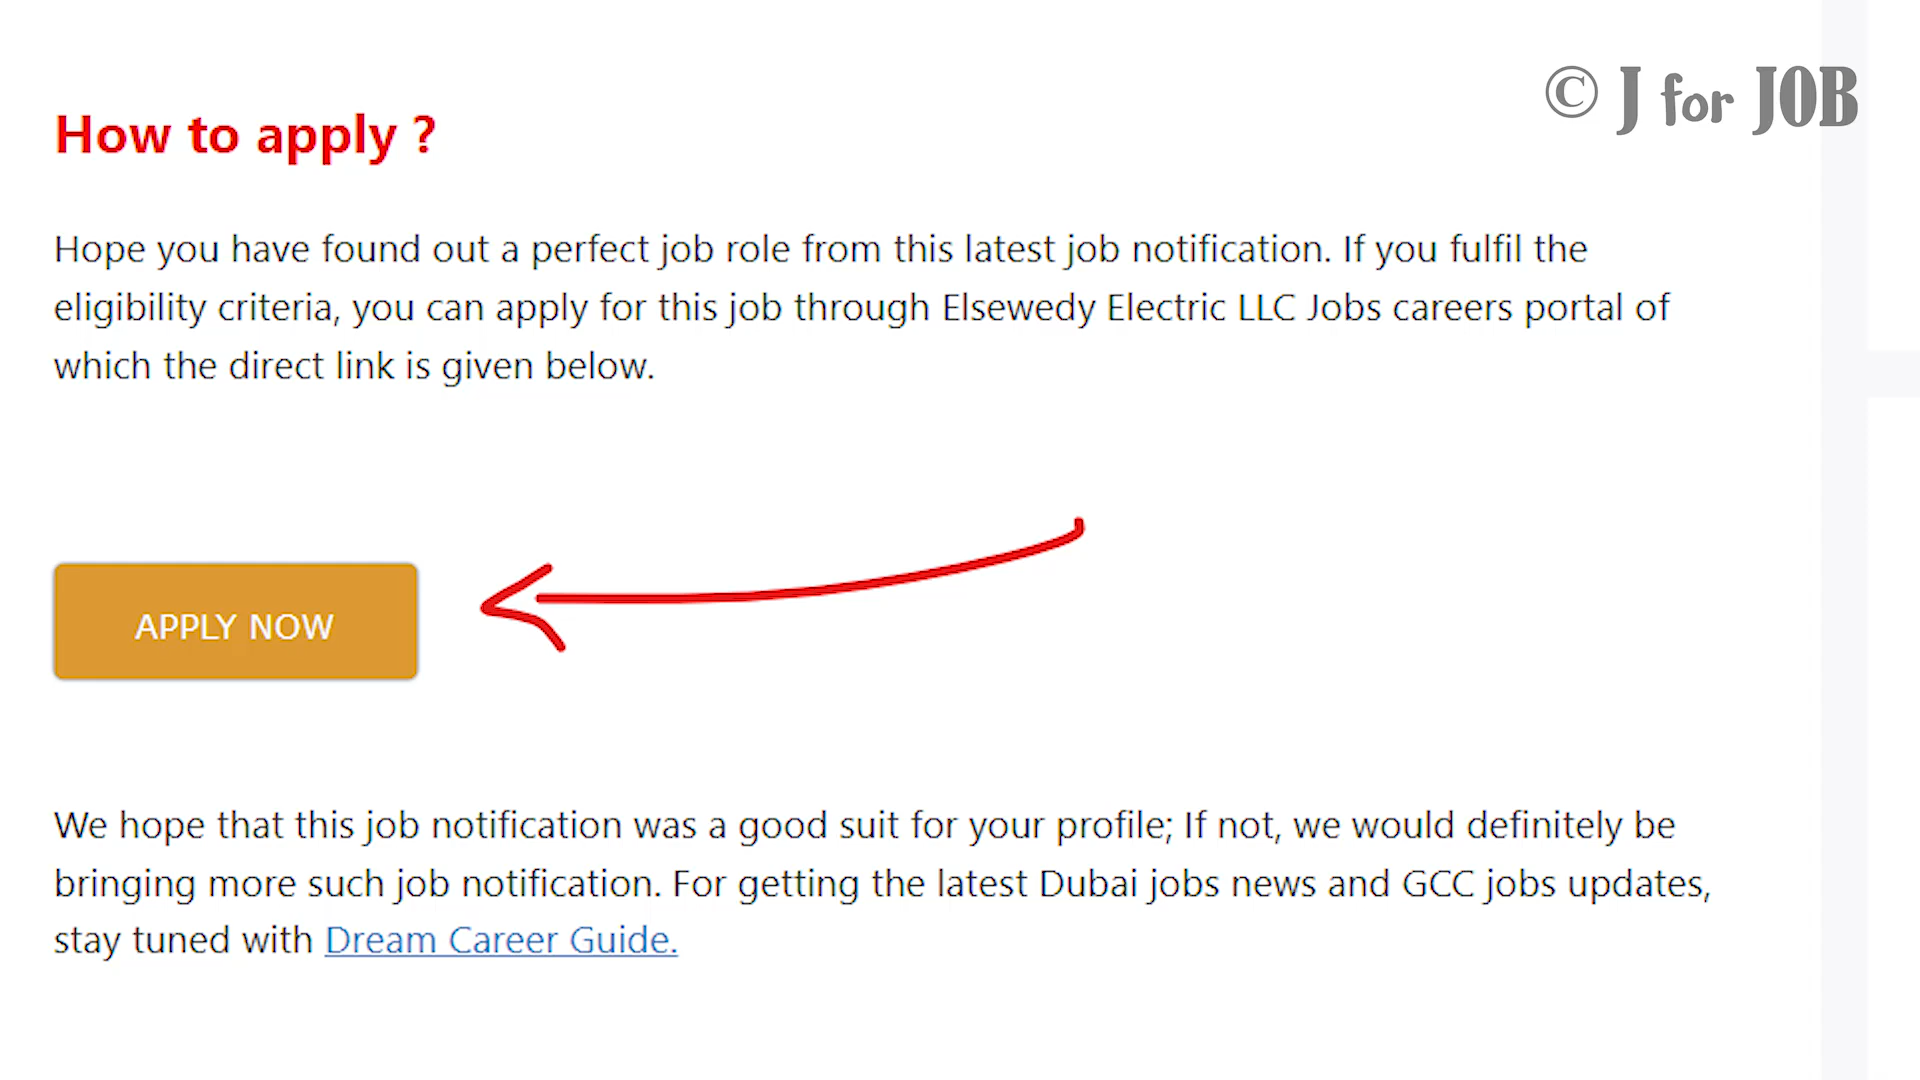 © J for JOB
How to apply ?
Hope you have found out a perfect job role from this latest job notification. If you fulfil the
eligibility criteria, you can apply for this job through Elsewedy Electric LLC Jobs careers portal of
which the direct link is given below.
APPLY NOW
We hope that this job notification was a good suit for your profile; If not, we would definitely be
bringing more such job notification. For getting the latest Dubai jobs news and GCC jobs updates,
stay tuned with Dream Career Guide.